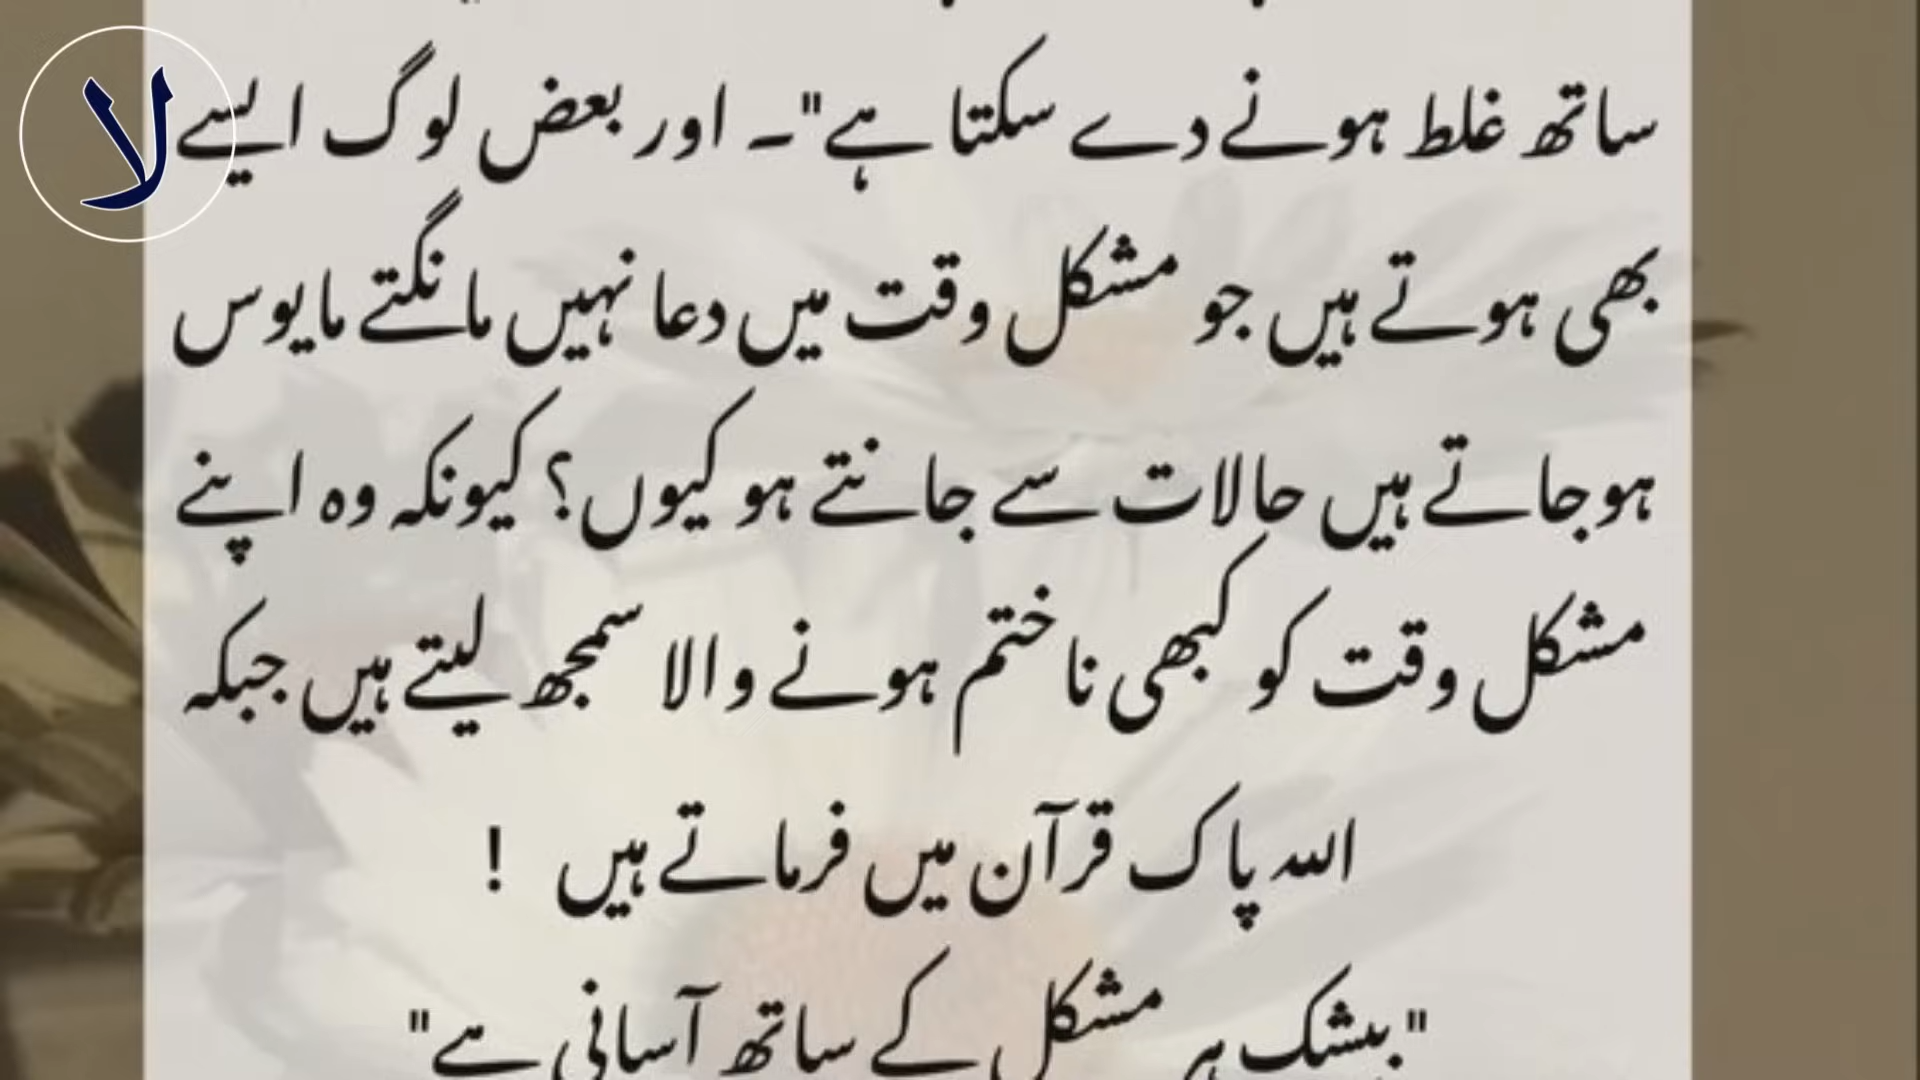 لا
ساتھ غلط ہونے دے سکتا ہے"۔ اور بعض لوگ ایسے
بھی ہوتے ہیں جو مشکل وقت میں دعا نہیں مانگتے مایوس
ہوجاتے ہیں حالات سے جانتے ہو کیوں؟ کیونکہ وہ اپنے
مشکل وقت کو کبھی نا ختم ہونے والا سمجھ لیتے ہیں جبکہ
اللہ پاک قرآن میں فرماتے ہیں !
"بیشک ہر مشکل کے ساتھ آسانی ہے"